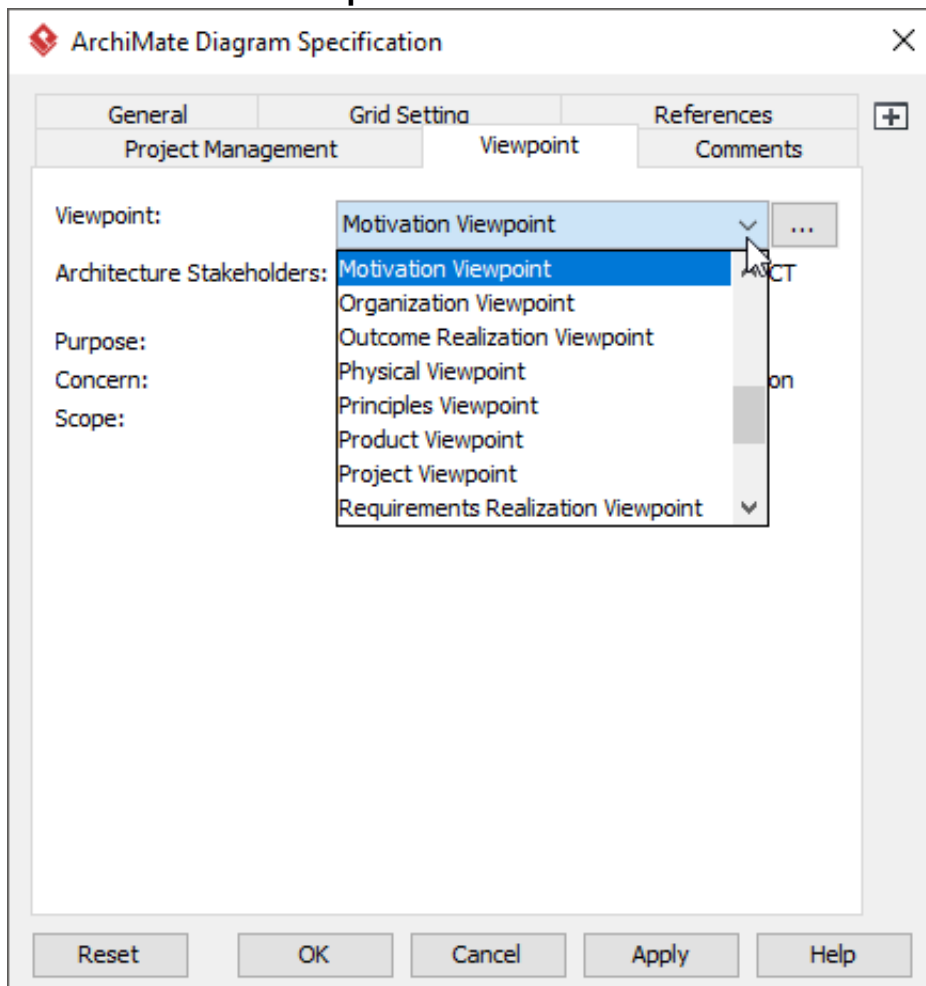 ArchiMate Diagram Specification
General Grid Setting References
Project Management Viewpoint Comments
Viewpoint: Motivation Viewpoint ...
Architecture Stakeholders: Motivation Viewpoint CT
Organization Viewpoint
Purpose: Outcome Realization Viewpoint
Concern: Physical Viewpoint on
Scope: Principles Viewpoint
Product Viewpoint
Project Viewpoint
Requirements Realization Viewpoint
Reset OK Cancel Apply Help